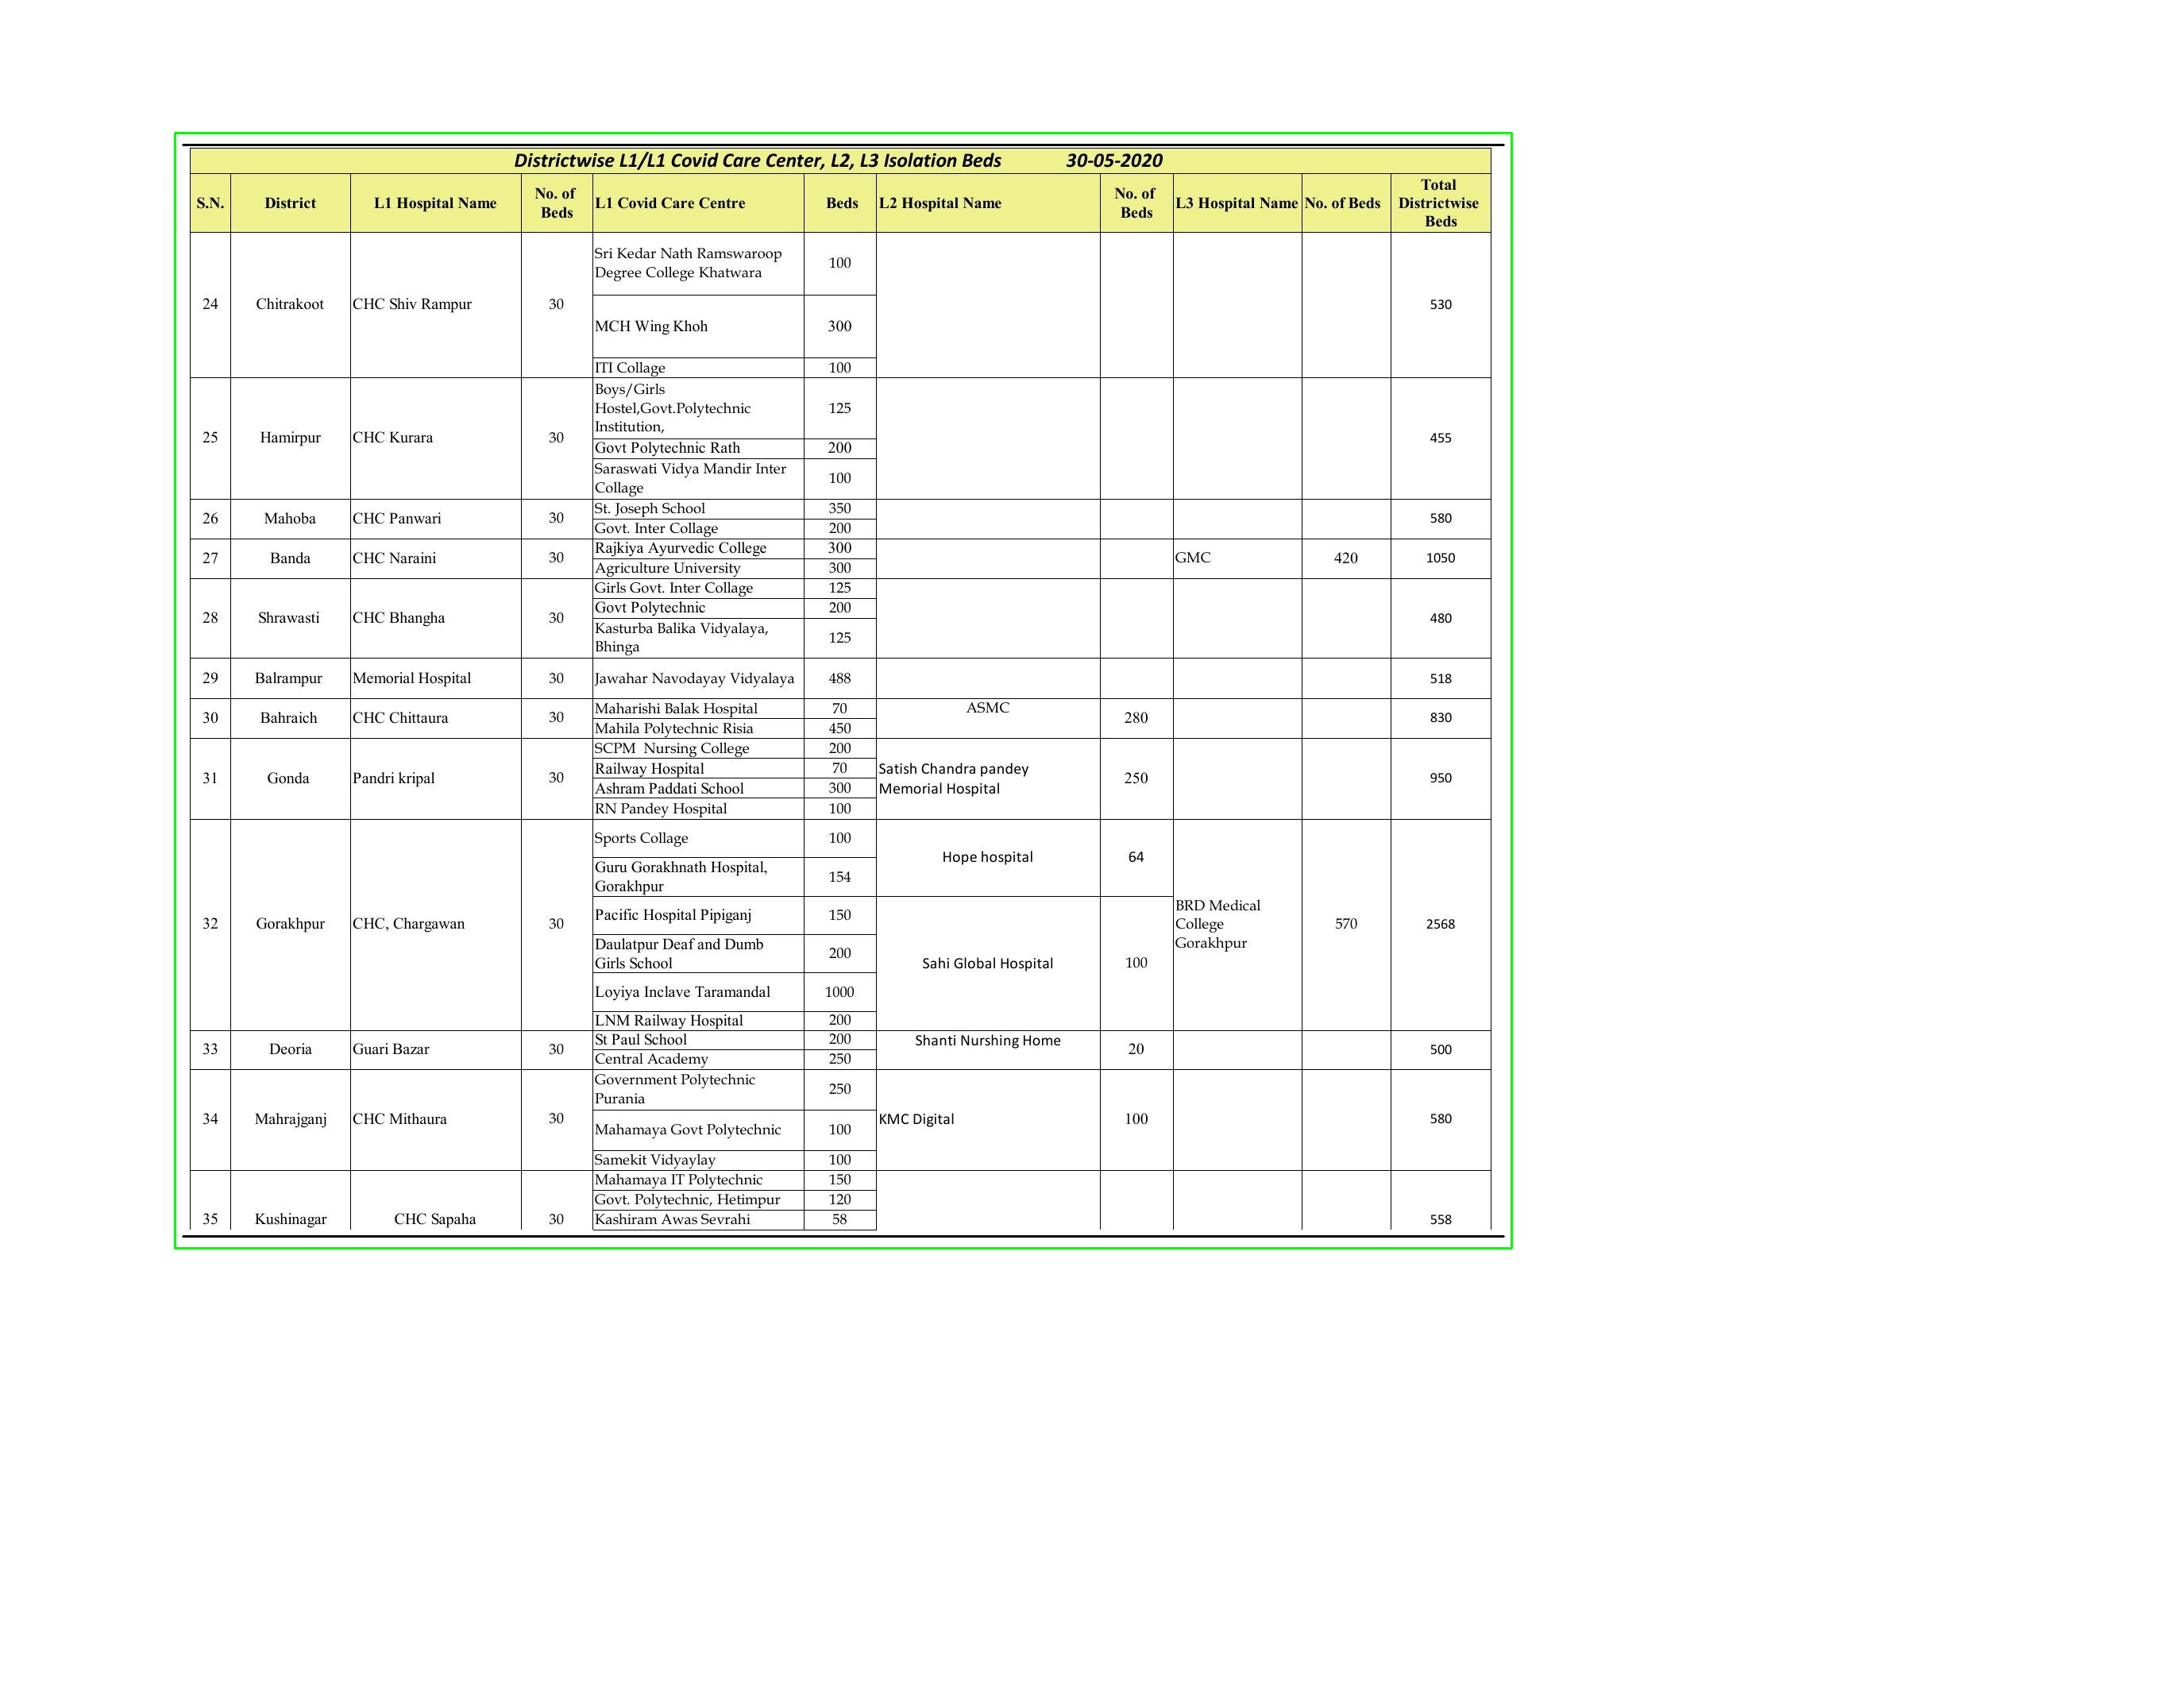 Districtwise L1/L1 Covid Care Center, L2, L3 Isolation Beds 30-05-2020
S.N. District L1 Hospital Name No. of Beds L1 Covid Care Centre Beds L2 Hospital Name No. of Beds L3 Hospital Name No. of Beds Total Districtwise Beds
24 Chitrakoot CHC Shiv Rampur 30 Sri Kedar Nath Ramswaroop Degree College Khatwara 100 530
MCH Wing Khoh 300
ITI Collage 100
25 Hamirpur CHC Kurara 30 Boys/Girls Hostel,Govt.Polytechnic Institution, 125 455
Govt Polytechnic Rath 200
Saraswati Vidya Mandir Inter Collage 100
26 Mahoba CHC Panwari 30 St. Joseph School 350 580
Govt. Inter Collage 200
27 Banda CHC Naraini 30 Rajkiya Ayurvedic College 300 GMC 420 1050
Agriculture University 300
28 Shrawasti CHC Bhangha 30 Girls Govt. Inter Collage 125 480
Govt Polytechnic 200
Kasturba Balika Vidyalaya, Bhinga 125
29 Balrampur Memorial Hospital 30 Jawahar Navodayay Vidyalaya 488 518
30 Bahraich CHC Chittaura 30 Maharishi Balak Hospital 70 ASMC 280 830
Mahila Polytechnic Risia 450
31 Gonda Pandri kripal 30 SCPM Nursing College 200 Satish Chandra pandey Memorial Hospital 250 950
Railway Hospital 70
Ashram Paddati School 300
RN Pandey Hospital 100
32 Gorakhpur CHC, Chargawan 30 Sports Collage 100 Hope hospital 64 BRD Medical College Gorakhpur 570 2568
Guru Gorakhnath Hospital, Gorakhpur 154
Pacific Hospital Pipiganj 150 Sahi Global Hospital 100
Daulatpur Deaf and Dumb Girls School 200
Loyiya Inclave Taramandal 1000
LNM Railway Hospital 200
33 Deoria Guari Bazar 30 St Paul School 200 Shanti Nurshing Home 20 500
Central Academy 250
34 Mahrajganj CHC Mithaura 30 Government Polytechnic Purania 250 KMC Digital 100 580
Mahamaya Govt Polytechnic 100
Samekit Vidyaylay 100
35 Kushinagar CHC Sapaha 30 Mahamaya IT Polytechnic 150 558
Govt. Polytechnic, Hetimpur 120
Kashiram Awas Sevrahi 58